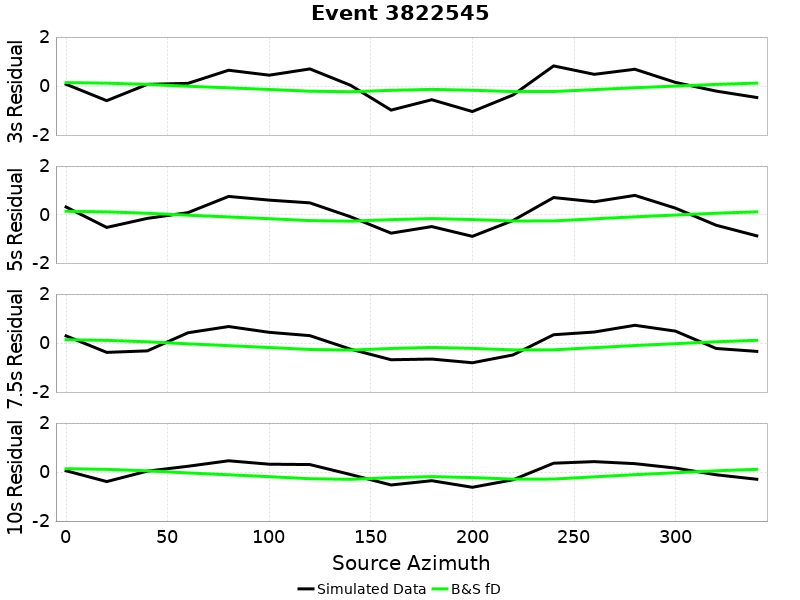 Event 3822545
3s Residual
2
0
-2
5s Residual
2
0
-2
7.5s Residual
2
0
-2
10s Residual
2
0
-2
0 50 100 150 200 250 300
Source Azimuth
Simulated Data B&S fD